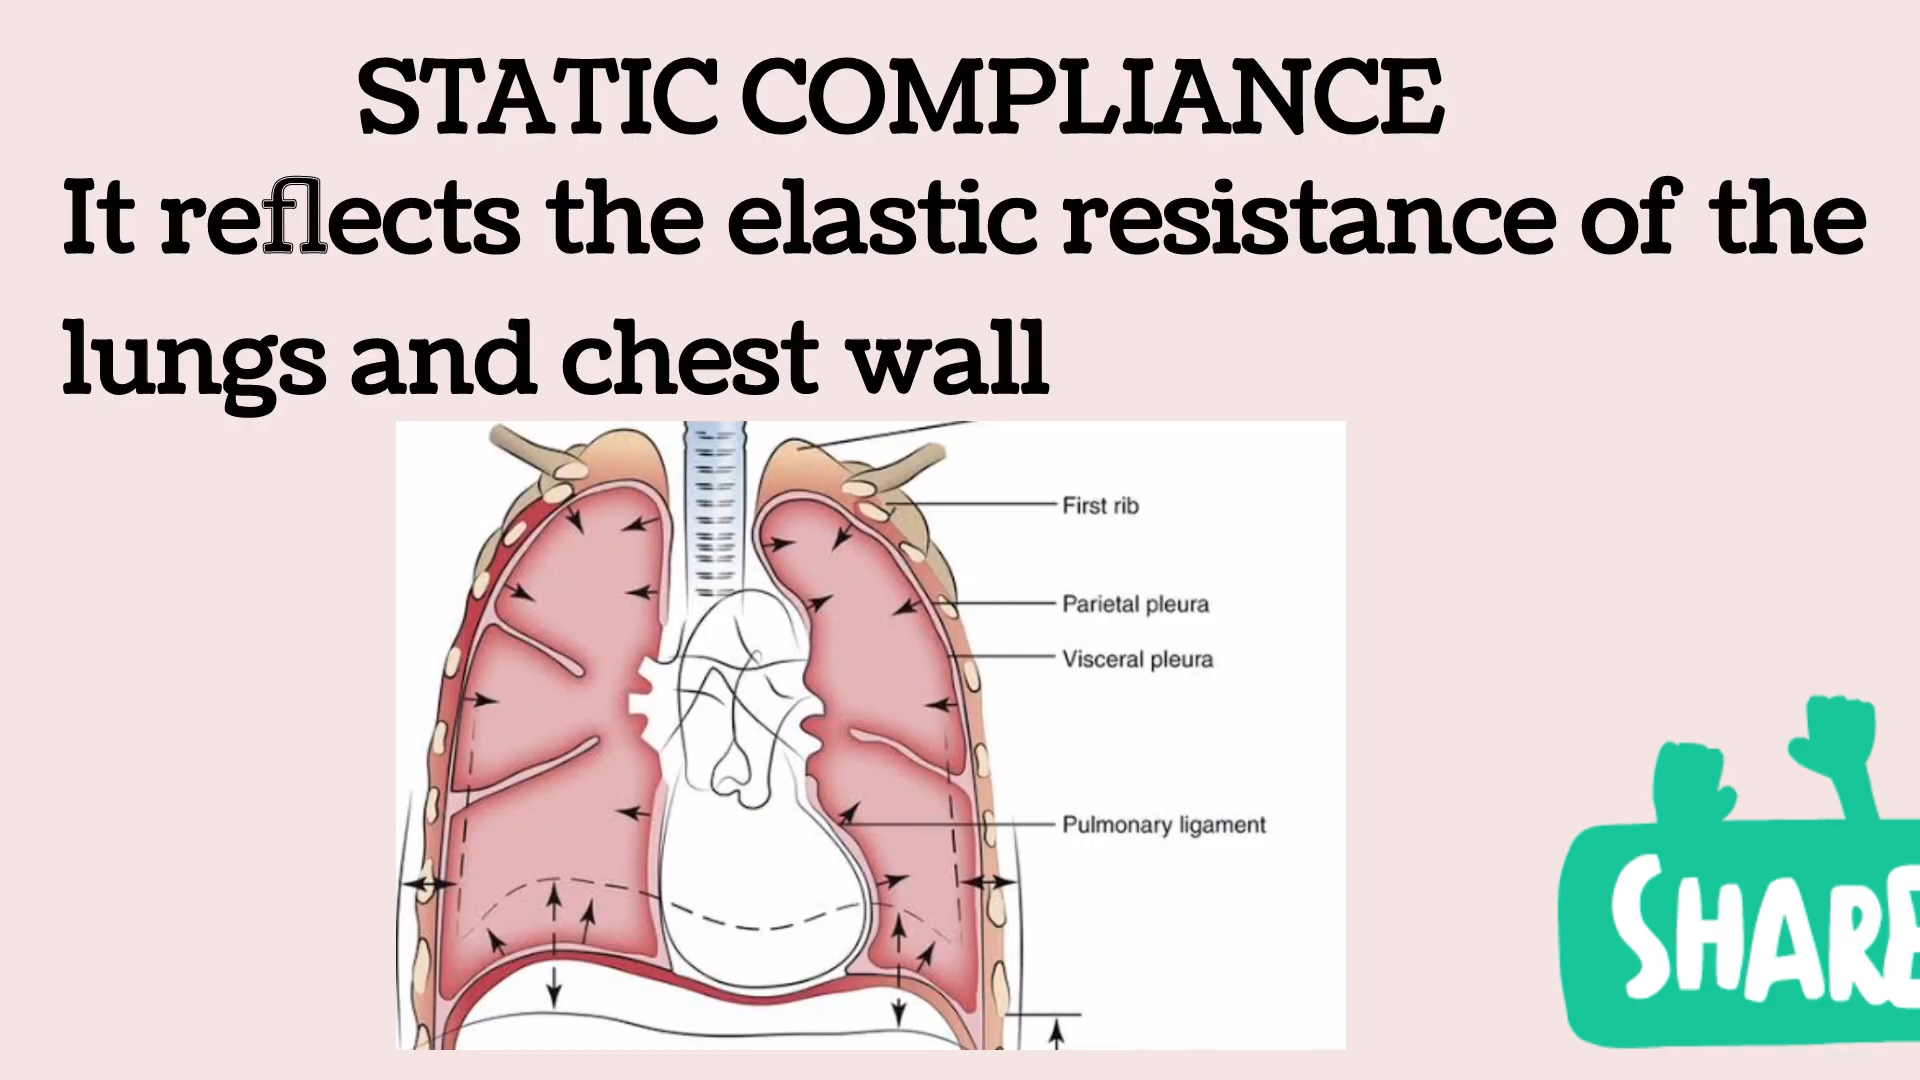 STATIC COMPLIANCE
It reflects the elastic resistance of the
lungs and chest wall
First rib
Parietal pleura
Visceral pleura
Pulmonary ligament
SHARE